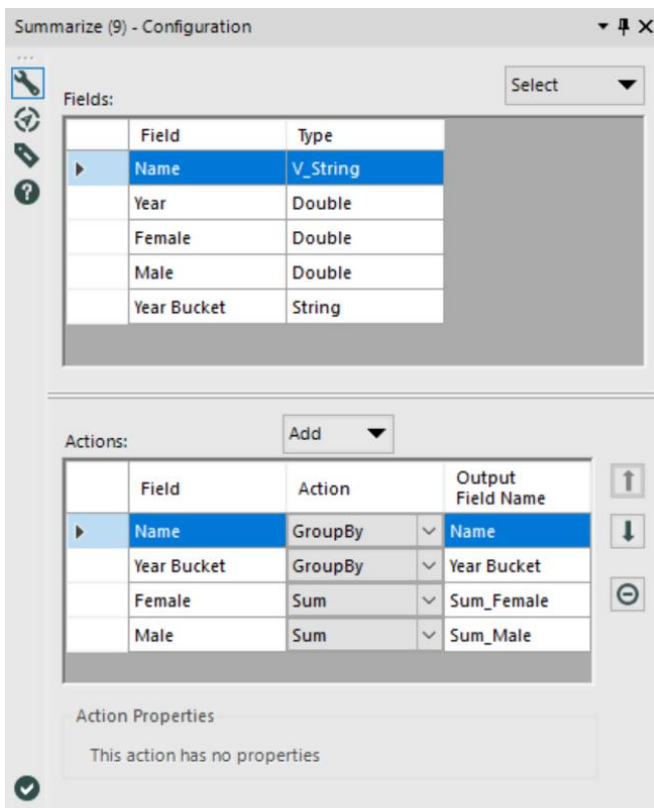 Summarize (9) - Configuration
Select
Fields:
Field Type
Name V_String
Year Double
Female Double
Male Double
Year Bucket String
Actions:
Add
Field Action Output
Field Name
Name GroupBy Name
Year Bucket GroupBy Year Bucket
Female Sum Sum_Female
Male Sum Sum_Male
Action Properties
This action has no properties